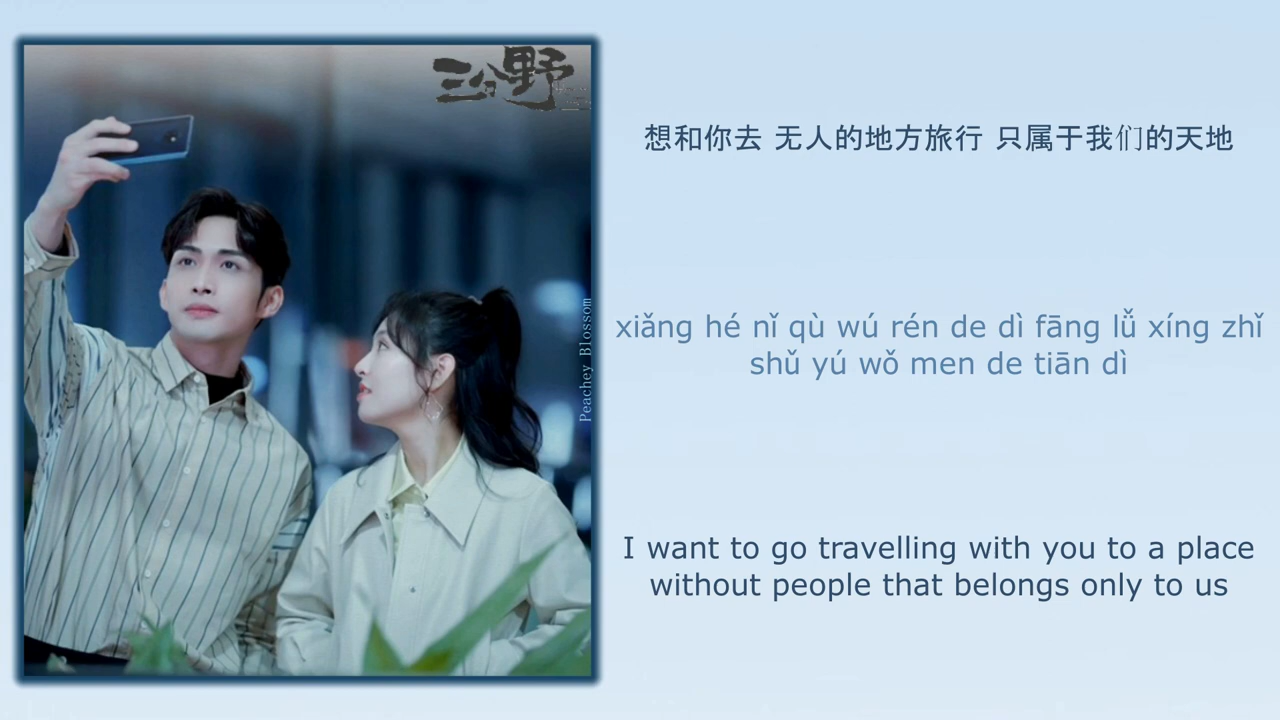 三分野
Peachey Blossom
想和你去 无人的地方旅行 只属于我们的天地
xiǎng hé nǐ qù wú rén de dì fāng lǚ xíng zhǐ
shǔ yú wǒ men de tiān dì
I want to go travelling with you to a place
without people that belongs only to us